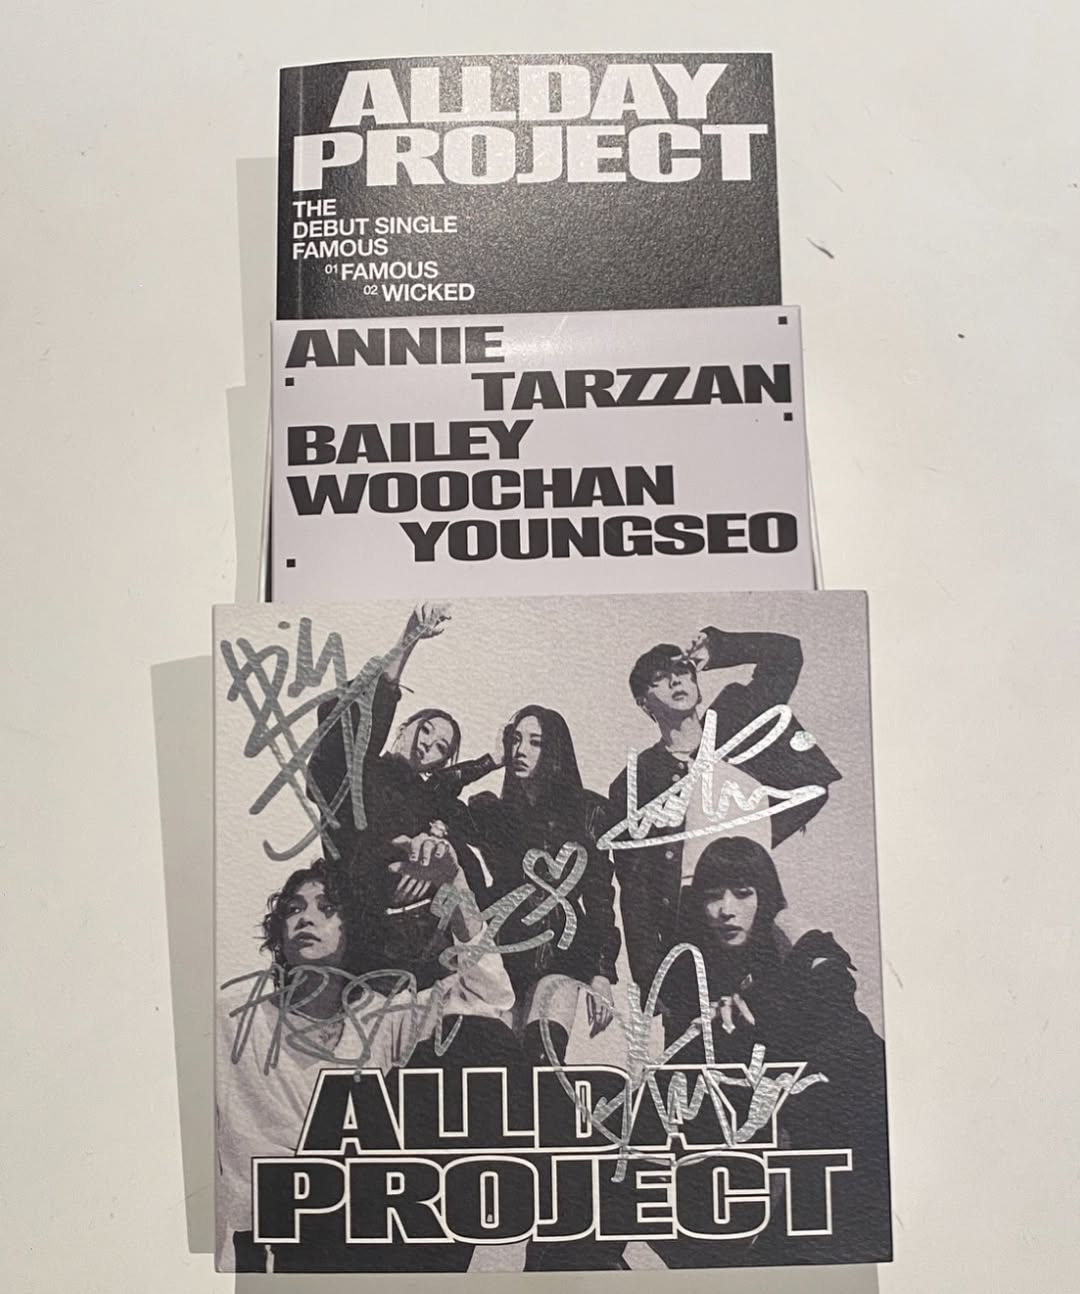 ALLDAY
PROJECT
THE
DEBUT SINGLE
FAMOUS
01 FAMOUS
02 WICKED
ANNIE
TARZZAN
BAILEY
WOOCHAN
YOUNGSEO
ALLDAY
PROJECT